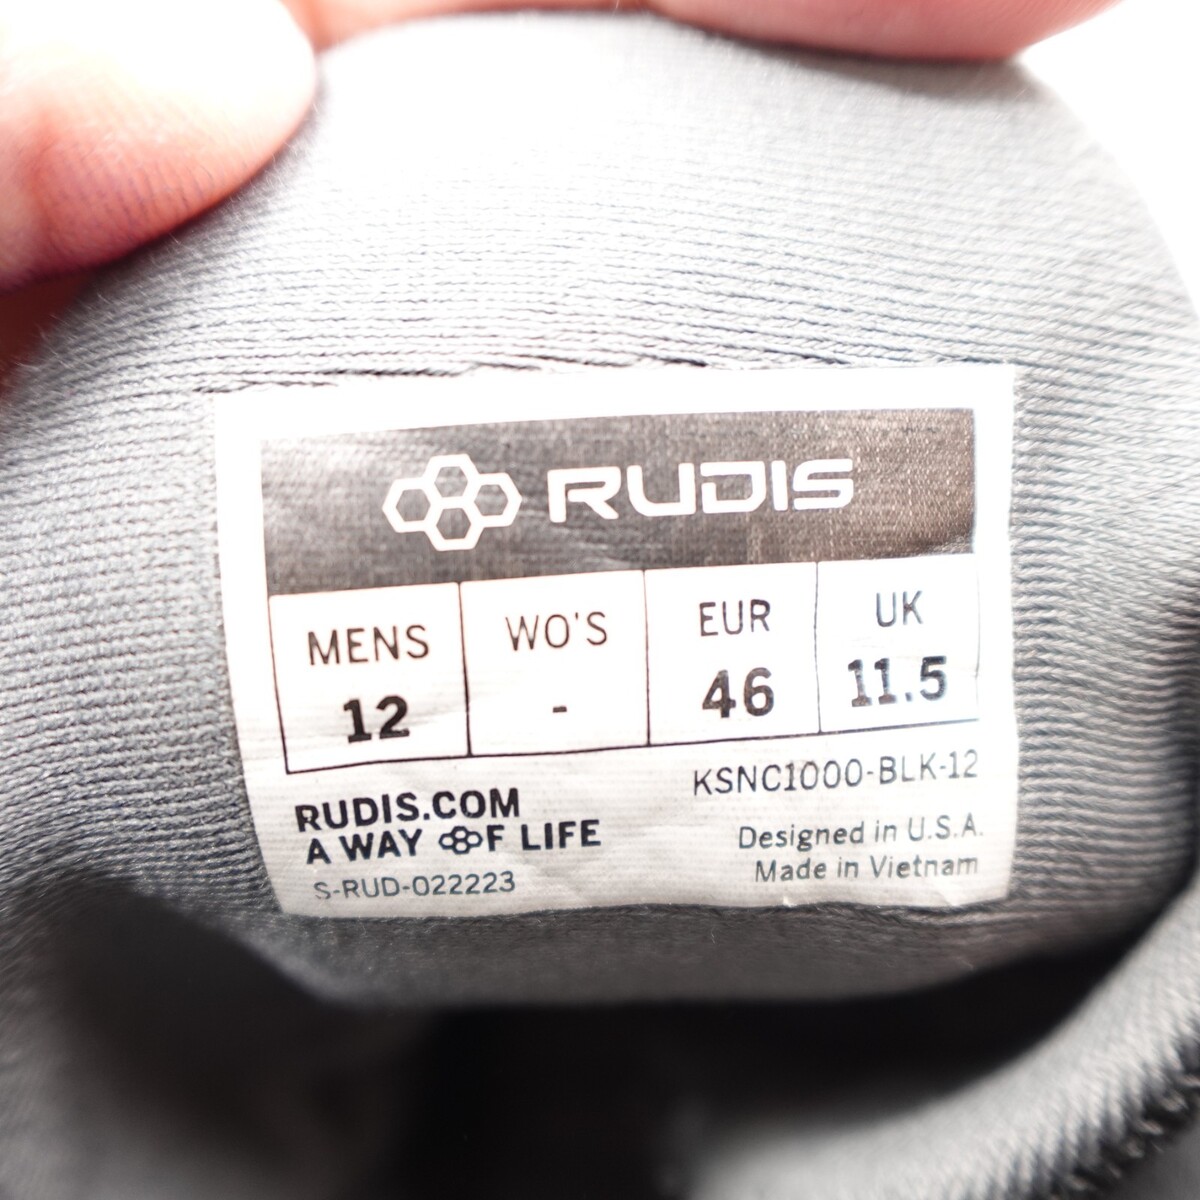 RUDIS
MENS WO'S EUR UK
12 - 46 11.5
RUDIS.COM
A WAY OF LIFE
S-RUD-022223
KSNC1000-BLK-12
Designed in U.S.A.
Made in Vietnam